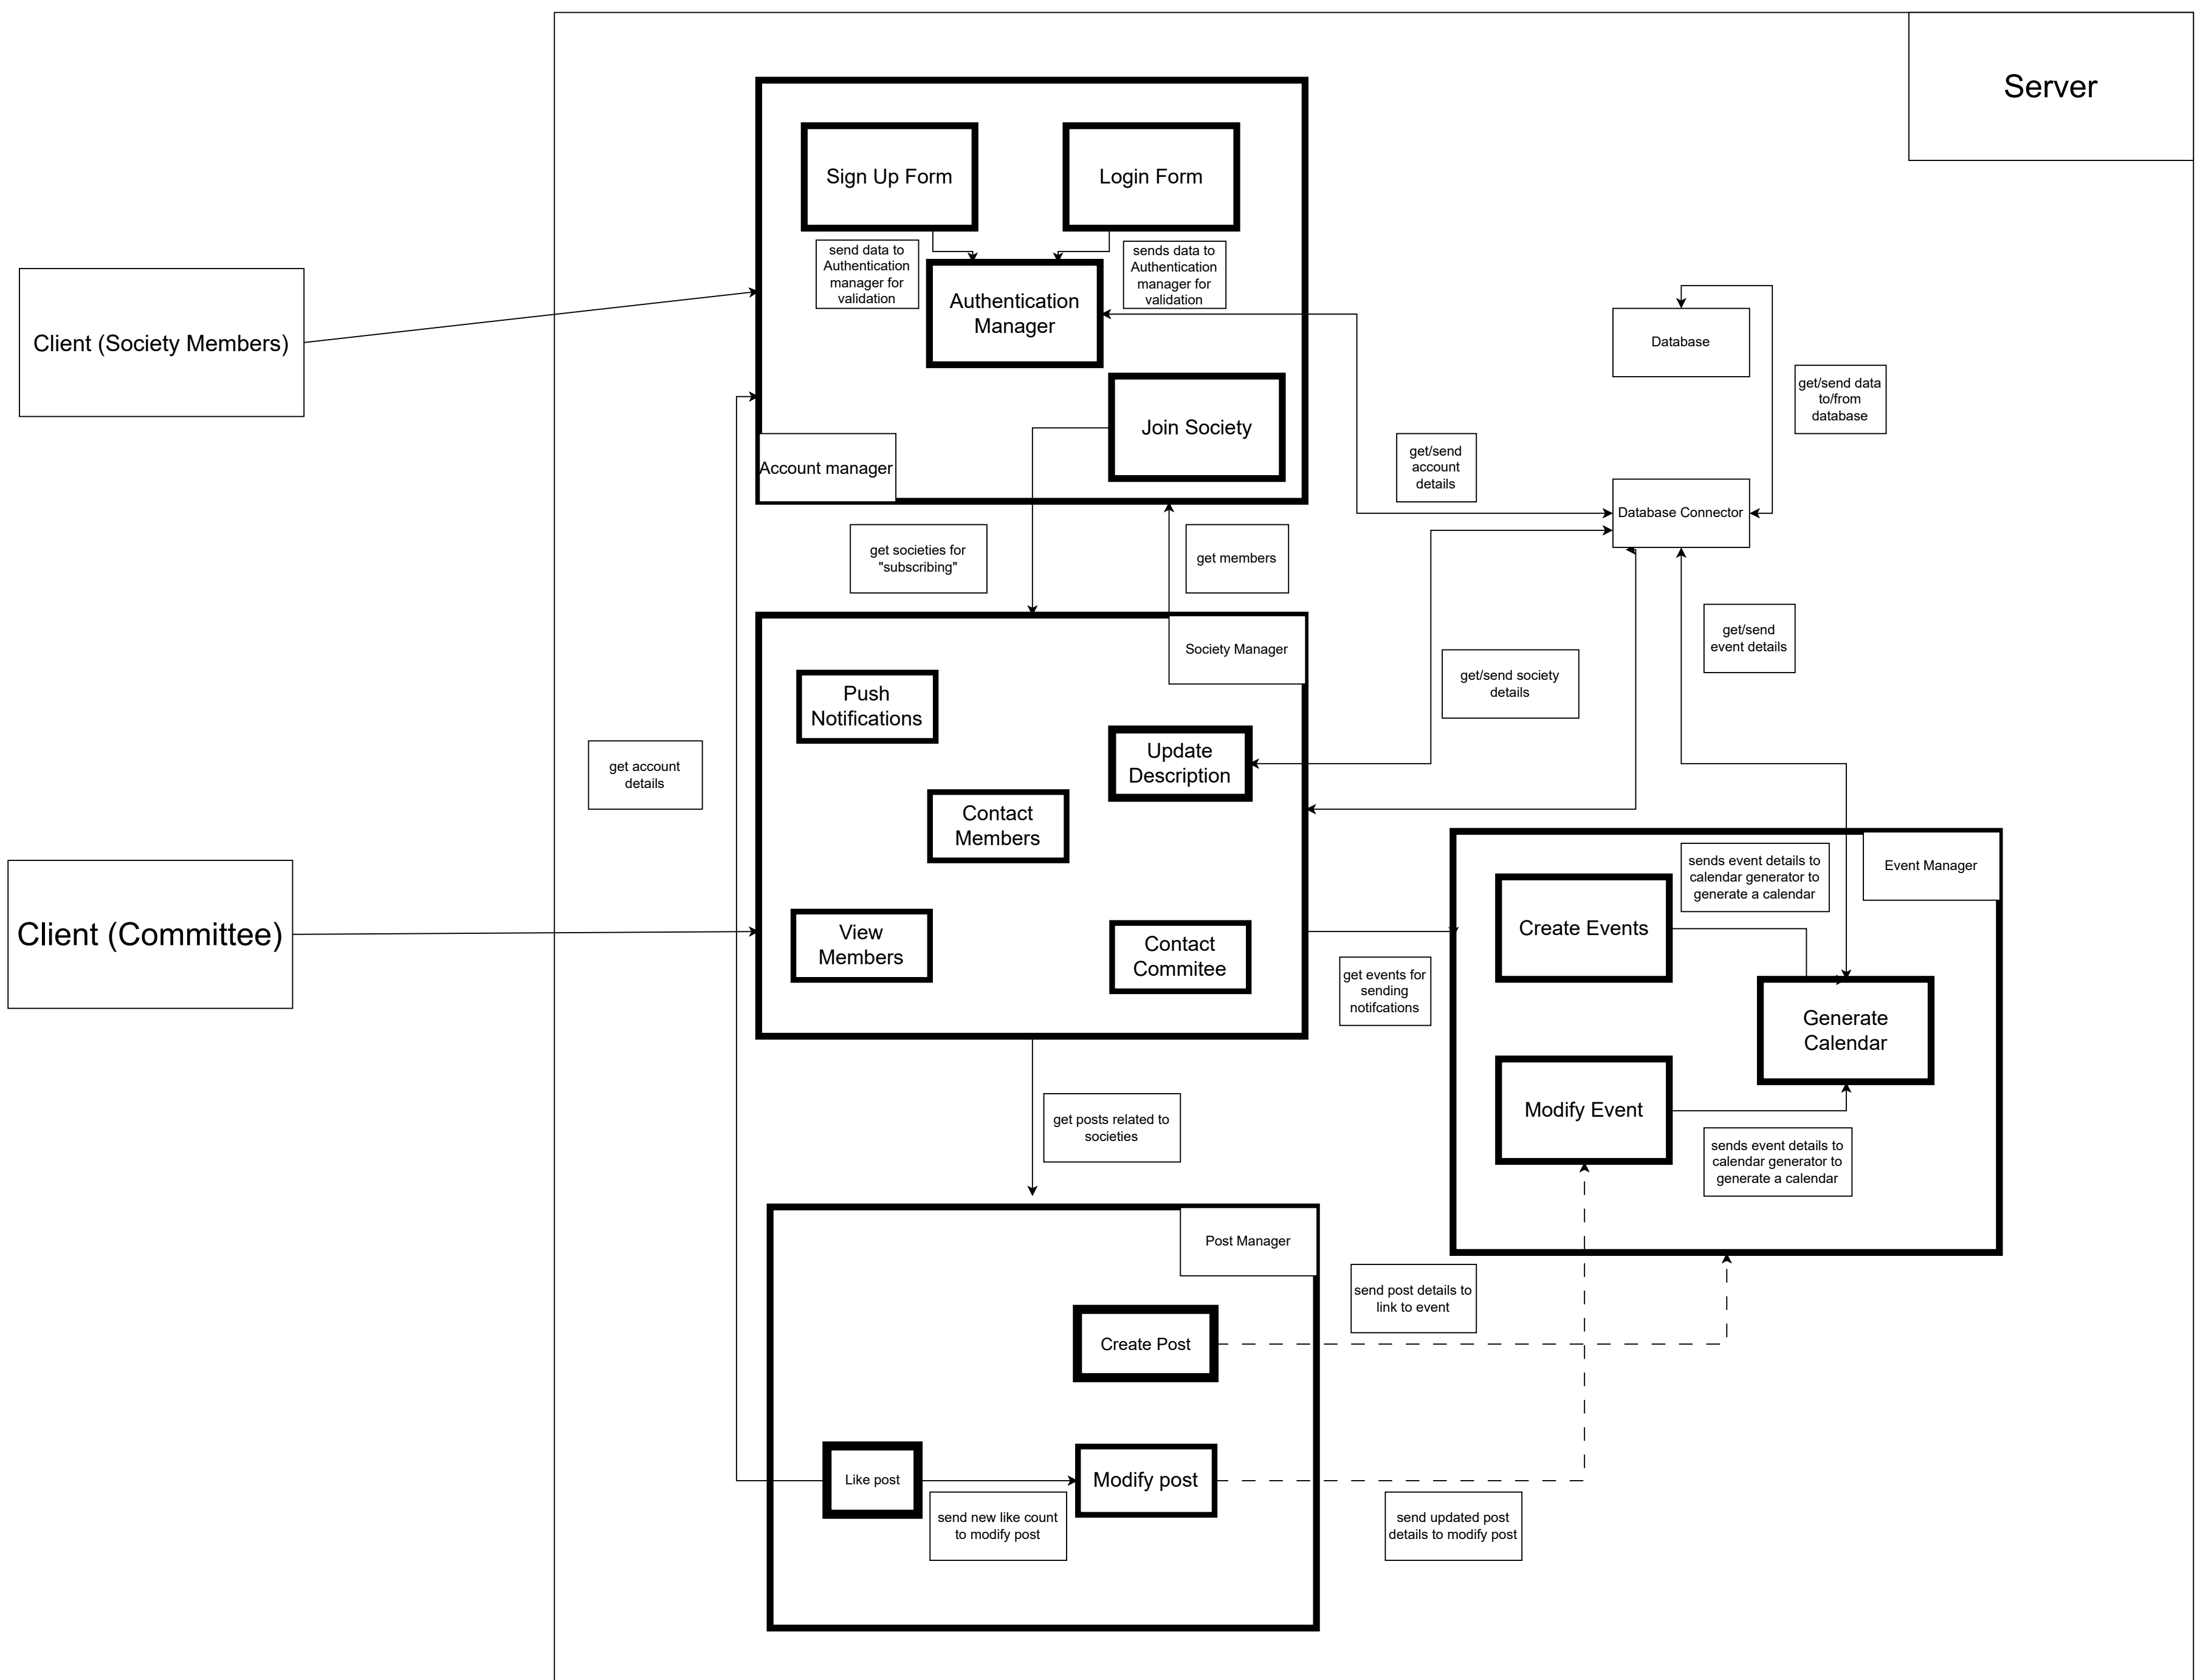 Server
Sign Up Form
Login Form
send data to
Authentication
manager for
validation
sends data to
Authentication
manager for
validation
Authentication
Manager
Client (Society Members)
Database
get/send data
to/from
database
Join Society
Account manager
get/send
account
details
Database Connector
get societies for
"subscribing"
get members
Society Manager
get/send
event details
get/send society
details
Push
Notifications
Update
Description
get account
details
Contact
Members
Client (Committee)
View
Members
Contact
Commitee
sends event details to
calendar generator to
generate a calendar
Event Manager
Create Events
get events for
sending
notifcations
Generate
Calendar
Modify Event
get posts related to
societies
sends event details to
calendar generator to
generate a calendar
Post Manager
send post details to
link to event
Create Post
Like post
Modify post
send new like count
to modify post
send updated post
details to modify post